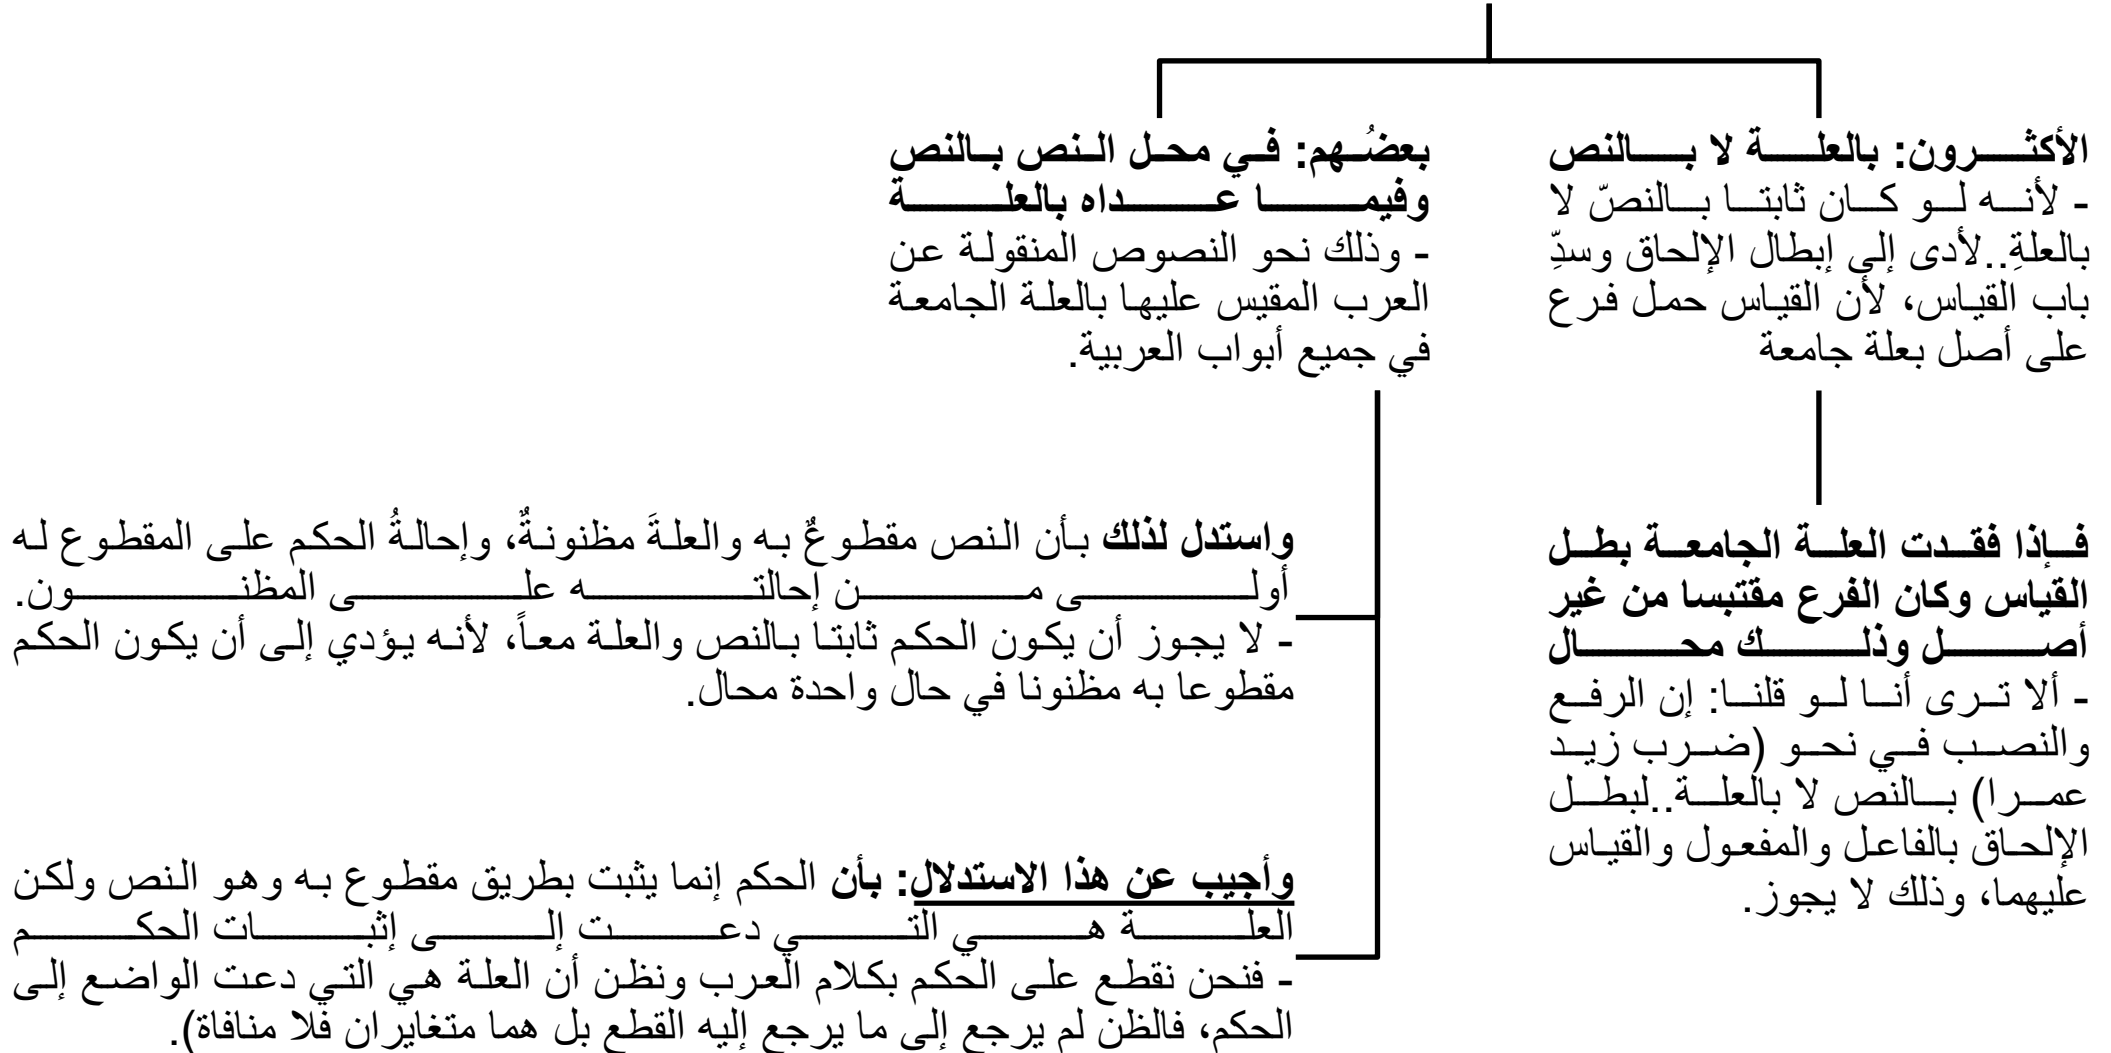 الأكثرون: بالعلة لا بالنص
- لأنه لو كان ثابتا بالنصّ لا
بالعلةِ..لأدى إلى إبطال الإلحاق وسدِّ
باب القياس، لأن القياس حمل فرع
على أصل بعلة جامعة
بعضُهم: في محل النص بالنص
وفيما عداه بالعلة
- وذلك نحو النصوص المنقولة عن
العرب المقيس عليها بالعلة الجامعة
في جميع أبواب العربية.
فإذا فقدت العلة الجامعة بطل
القياس وكان الفرع مقتبسا من غير
أصل وذلك محال
- ألا ترى أنا لو قلنا: إن الرفع
والنصب في نحو (ضرب زيد
عمرا) بالنص لا بالعلة..لبطل
الإلحاق بالفاعل والمفعول والقياس
عليهما، وذلك لا يجوز.
واستدل لذلك بأن النص مقطوعٌ به والعلةَ مظنونةٌ، وإحالةُ الحكم على المقطوع له
أولى من إحالته على المظنون.
- لا يجوز أن يكون الحكم ثابتا بالنص والعلة معاً، لأنه يؤدي إلى أن يكون الحكم
مقطوعا به مظنونا في حال واحدة محال.
وأجيب عن هذا الاستدلال: بأن الحكم إنما يثبت بطريق مقطوع به وهو النص ولكن
العلة هي التي دعت إلى إثبات الحكم
- فنحن نقطع على الحكم بكلام العرب ونظن أن العلة هي التي دعت الواضع إلى
الحكم، فالظن لم يرجع إلى ما يرجع إليه القطع بل هما متغايران فلا منافاة).